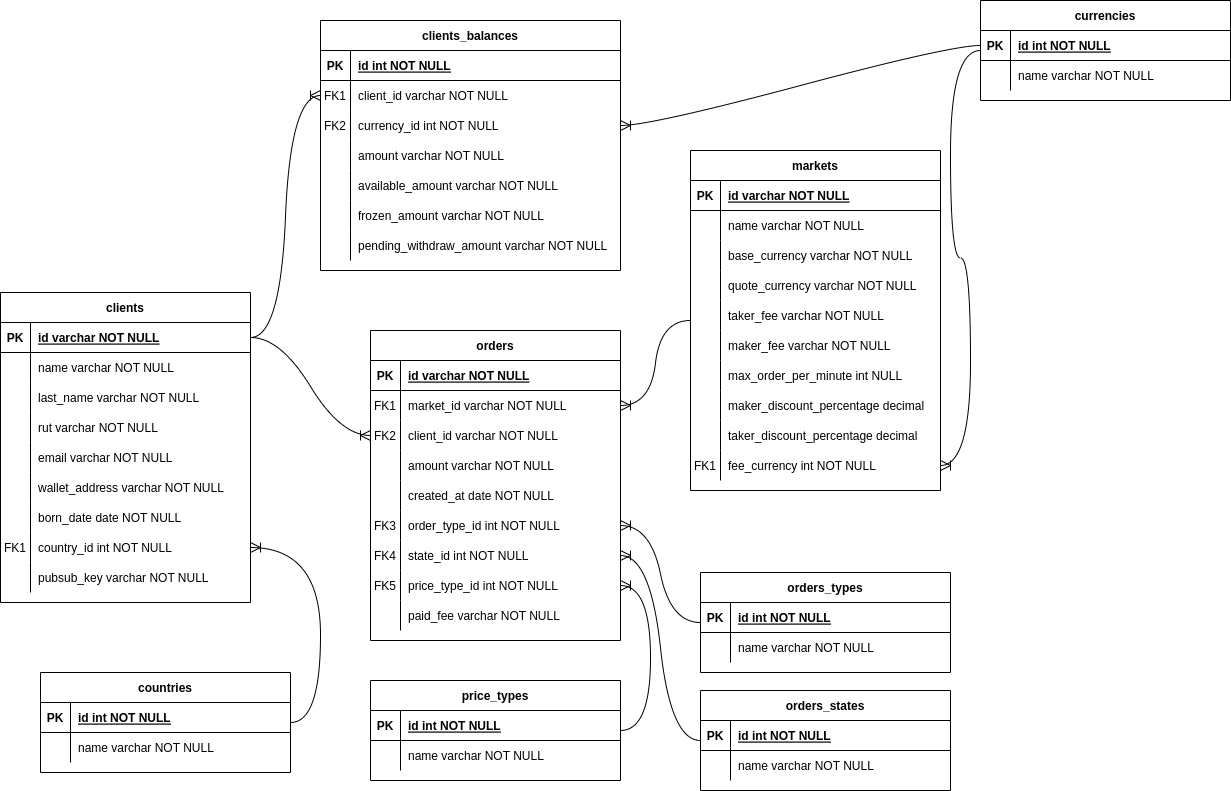 currencies
PK id int NOT NULL
name varchar NOT NULL
clients_balances
PK id int NOT NULL
FK1 client_id varchar NOT NULL
FK2 currency_id int NOT NULL
amount varchar NOT NULL
available_amount varchar NOT NULL
frozen_amount varchar NOT NULL
pending_withdraw_amount varchar NOT NULL
markets
PK id varchar NOT NULL
name varchar NOT NULL
base_currency varchar NOT NULL
quote_currency varchar NOT NULL
taker_fee varchar NOT NULL
maker_fee varchar NOT NULL
max_order_per_minute int NULL
maker_discount_percentage decimal
taker_discount_percentage decimal
FK1 fee_currency int NOT NULL
clients
PK id varchar NOT NULL
name varchar NOT NULL
last_name varchar NOT NULL
rut varchar NOT NULL
email varchar NOT NULL
wallet_address varchar NOT NULL
born_date date NOT NULL
FK1 country_id int NOT NULL
pubsub_key varchar NOT NULL
orders
PK id varchar NOT NULL
FK1 market_id varchar NOT NULL
FK2 client_id varchar NOT NULL
amount varchar NOT NULL
created_at date NOT NULL
FK3 order_type_id int NOT NULL
FK4 state_id int NOT NULL
FK5 price_type_id int NOT NULL
paid_fee varchar NOT NULL
orders_types
PK id int NOT NULL
name varchar NOT NULL
countries
PK id int NOT NULL
name varchar NOT NULL
price_types
PK id int NOT NULL
name varchar NOT NULL
orders_states
PK id int NOT NULL
name varchar NOT NULL